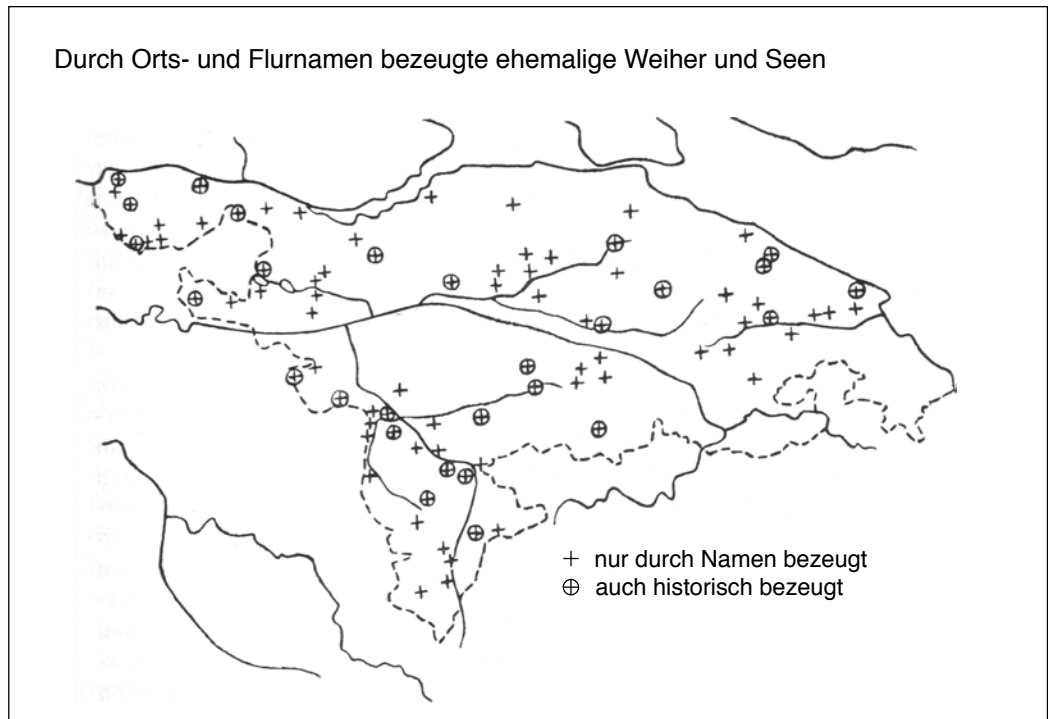 Durch Orts- und Flurnamen bezeugte ehemalige Weiher und Seen
nur durch Namen bezeugt
auch historisch bezeugt